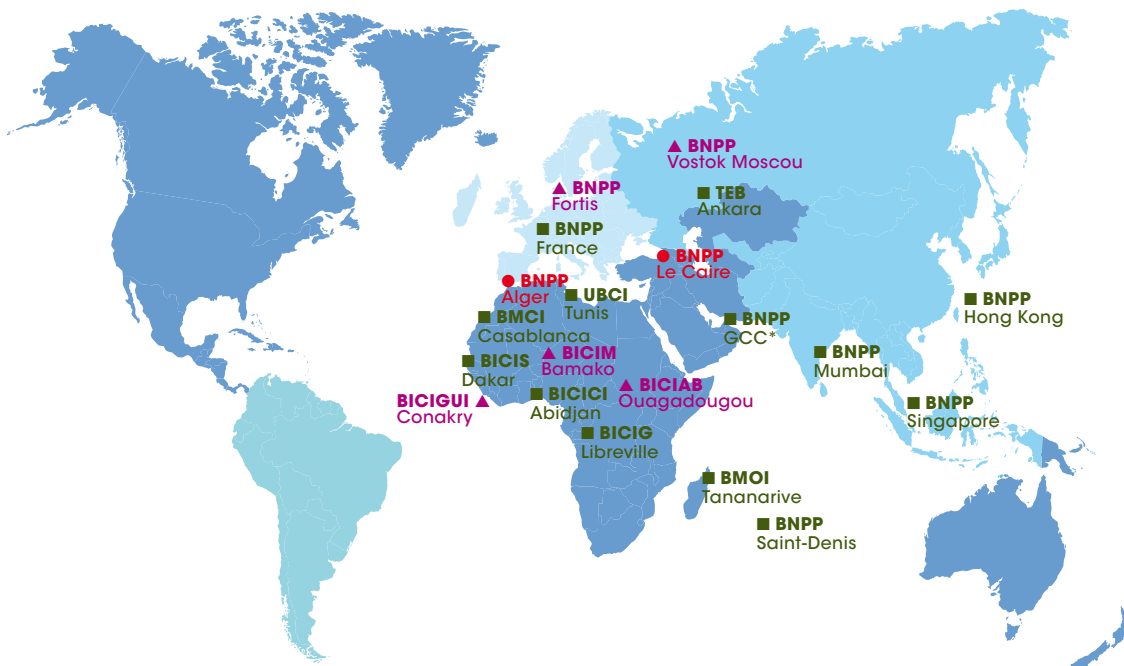 BNPP
Vostok Moscou
BNPP
Fortis
TEB
Ankara
BNPP
France
BNPP
Le Caire
BNPP
Alger
UBCI
Tunis
BNPP
Hong Kong
BMCI
Casablanca
BNPP
GCC*
BICIM
Bamako
BNPP
Mumbai
BICIS
Dakar
BICIAB
Ouagadougou
BICIGUI
Conakry
BICICI
Abidjan
BNPP
Singapore
BICIG
Libreville
BMOI
Tananarive
BNPP
Saint-Denis